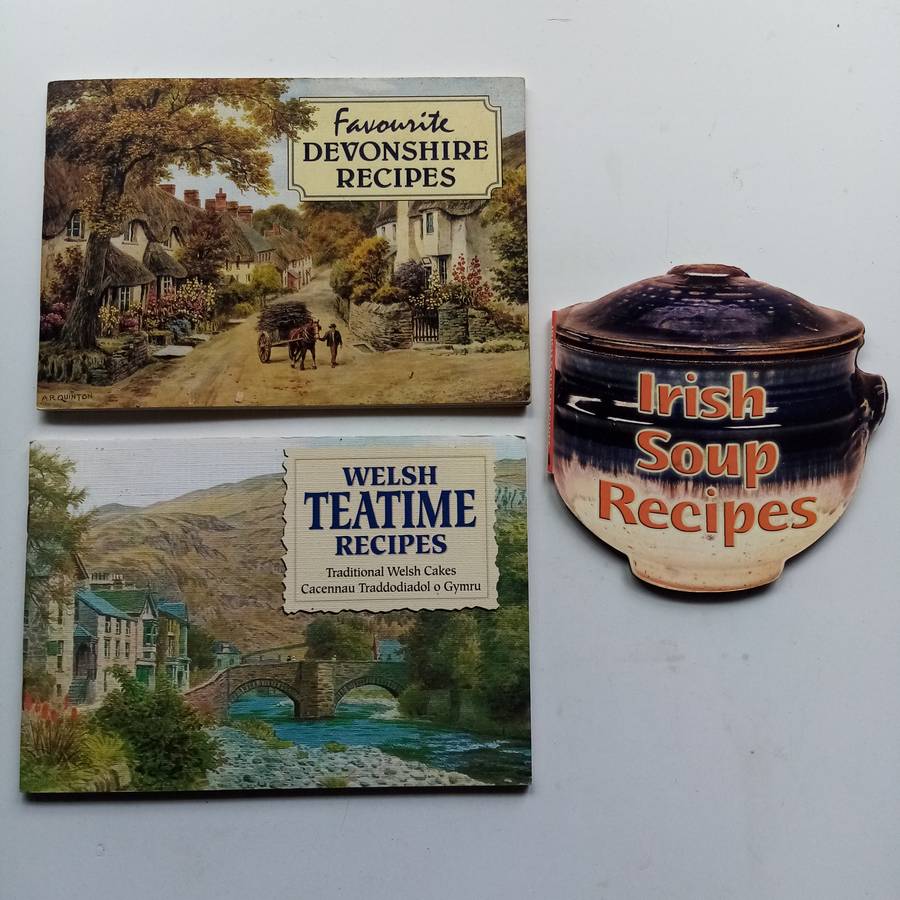 Favourite
DEVONSHIRE
RECIPES
A.R.QUINTON
WELSH
TEATIME
RECIPES
Traditional Welsh Cakes
Cacennau Traddodiadol o Gymru
Irish
Soup
Recipes